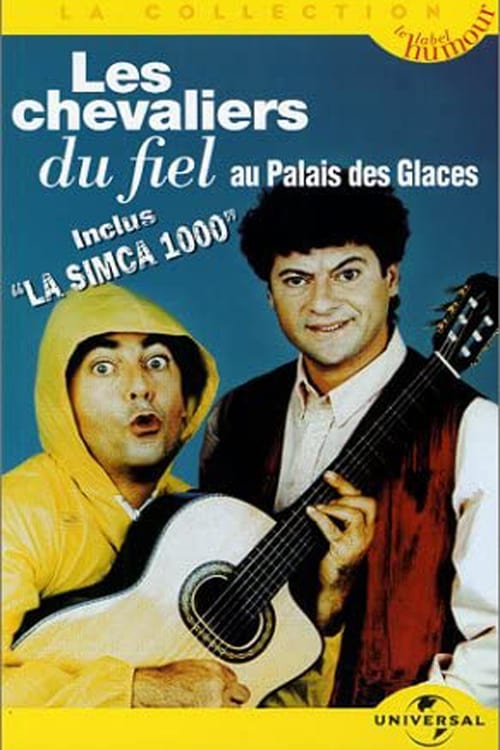 LA COLLECTION
le label
humour
Les
chevaliers
du fiel au Palais des Glaces
Inclus
"LA SIMCA 1000"
UNIVERSAL